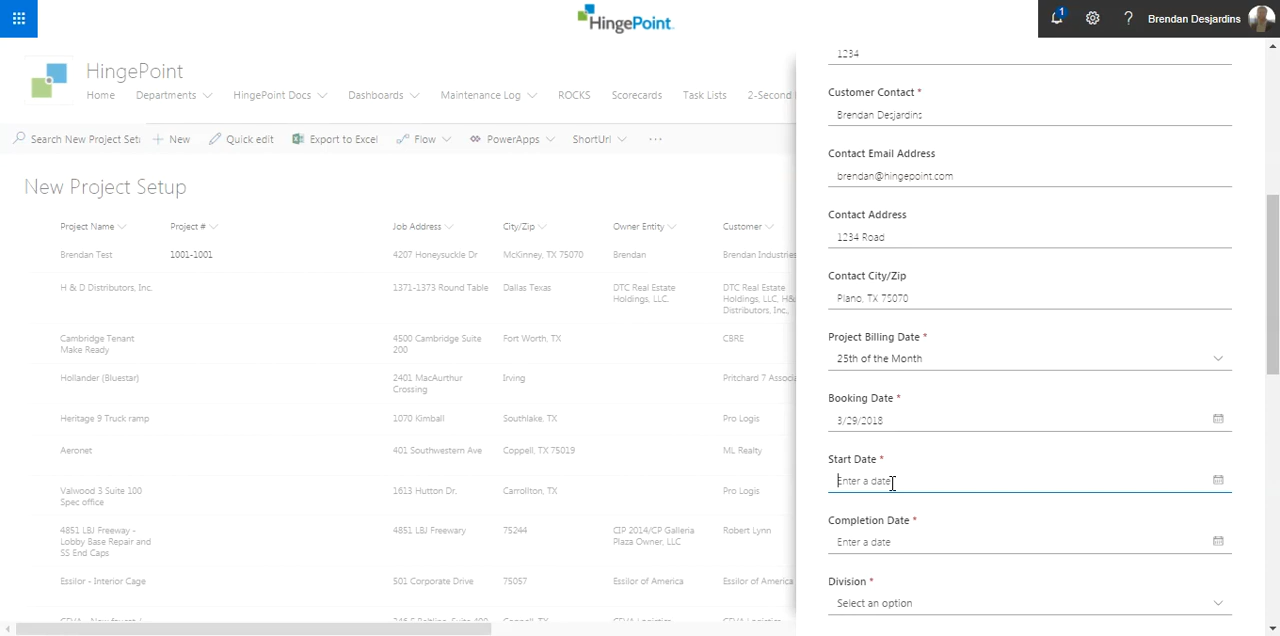 HingePoint.
1
Brendan Desjardins
HingePoint
Home
Departments
HingePoint Docs
Dashboards
Maintenance Log
ROCKS
Scorecards
Task Lists
2-Second
Search New Project Setu
New
Quick edit
Export to Excel
Flow
PowerApps
ShortUrl
...
New Project Setup
Project Name
Project #
Job Address
City/Zip
Owner Entity
Customer
Brendan Test
1001-1001
4207 Honeysuckle Dr
McKinney, TX 75070
Brendan
Brendan Industries
H & D Distributors, Inc.
1371-1373 Round Table
Dallas Texas
DTC Real Estate
Holdings, LLC.
DTC Real Estate
Holdings, LLC, H&
Distributors, Inc.,
Cambridge Tenant
Make Ready
4500 Cambridge Suite
200
Fort Worth, TX
CBRE
Hollander (Bluestar)
2401 MacAurthur
Crossing
Irving
Pritchard 7 Associa
Heritage 9 Truck ramp
1070 Kimball
Southlake, TX
Pro Logis
Aeronet
401 Southwestern Ave
Coppell, TX 75019
ML Realty
Valwood 3 Suite 100
Spec office
1613 Hutton Dr.
Carrollton, TX
Pro Logis
4851 LBJ Freeway -
Lobby Base Repair and
SS End Caps
4851 LBJ Freeway
75244
CIP 2014/CP Galleria
Plaza Owner, LLC
Robert Lynn
Essilor - Interior Cage
501 Corporate Drive
75057
Essilor of America
Essilor of America
1234
Customer Contact *
Brendan Desjardins
Contact Email Address
brendan@hingepoint.com
Contact Address
1234 Road
Contact City/Zip
Plano, TX 75070
Project Billing Date *
25th of the Month
Booking Date *
3/29/2018
Start Date *
Enter a date
Completion Date *
Enter a date
Division *
Select an option